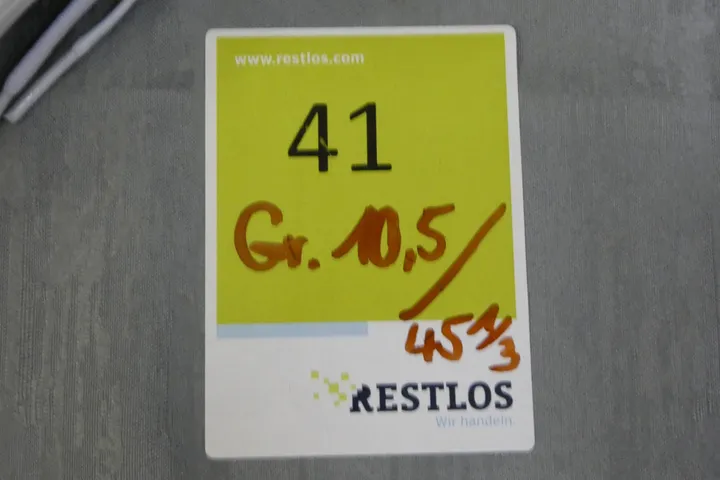 www.restlos.com
41
Gr. 10,5/
45 1/3
RESTLOS
Wir handeln.